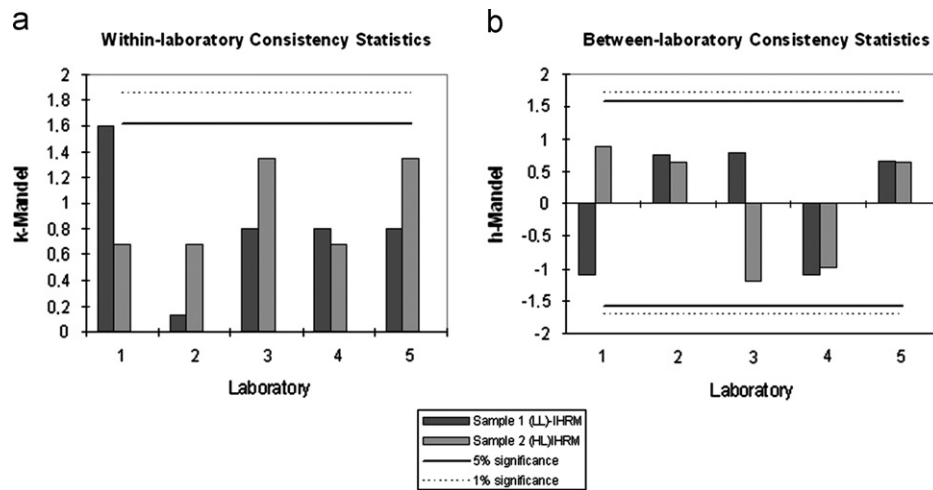 a
Within-laboratory Consistency Statistics
2
1.8
1.6
1.4
1.2
1
0.8
0.6
0.4
0,2
0
k-Mandel
1 2 3 4 5
Laboratory
b
Between-laboratory Consistency Statistics
2
1.5
1
0.5
0
-0.5
-1
-1.5
-2
h-Mandel
1 2 3 4 5
Laboratory
Sample 1 (LL)-IHRM
Sample 2 (HL)IHRM
5% significance
1% significance